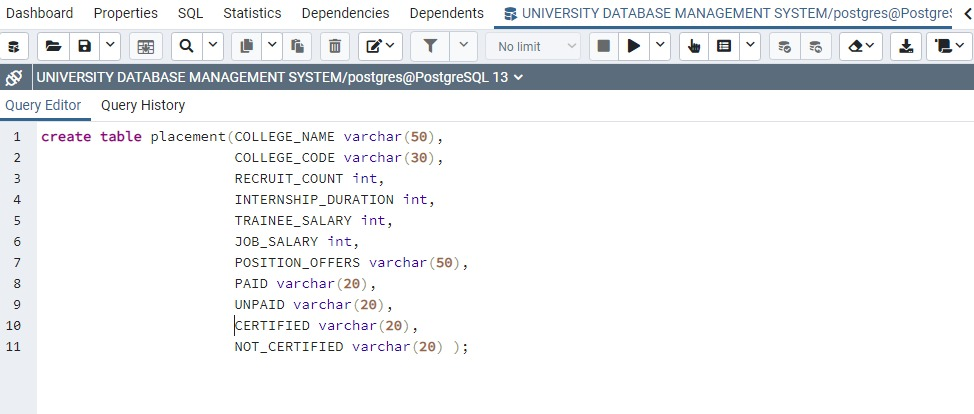 Dashboard Properties SQL Statistics Dependencies Dependents UNIVERSITY DATABASE MANAGEMENT SYSTEM/postgres@PostgreS
No limit
UNIVERSITY DATABASE MANAGEMENT SYSTEM/postgres@PostgreSQL 13
Query Editor Query History
1 create table placement(COLLEGE_NAME varchar(50),
2 COLLEGE_CODE varchar(30),
3 RECRUIT_COUNT int,
4 INTERNSHIP_DURATION int,
5 TRAINEE_SALARY int,
6 JOB_SALARY int,
7 POSITION_OFFERS varchar(50),
8 PAID varchar(20),
9 UNPAID varchar(20),
10 CERTIFIED varchar(20),
11 NOT_CERTIFIED varchar(20) );